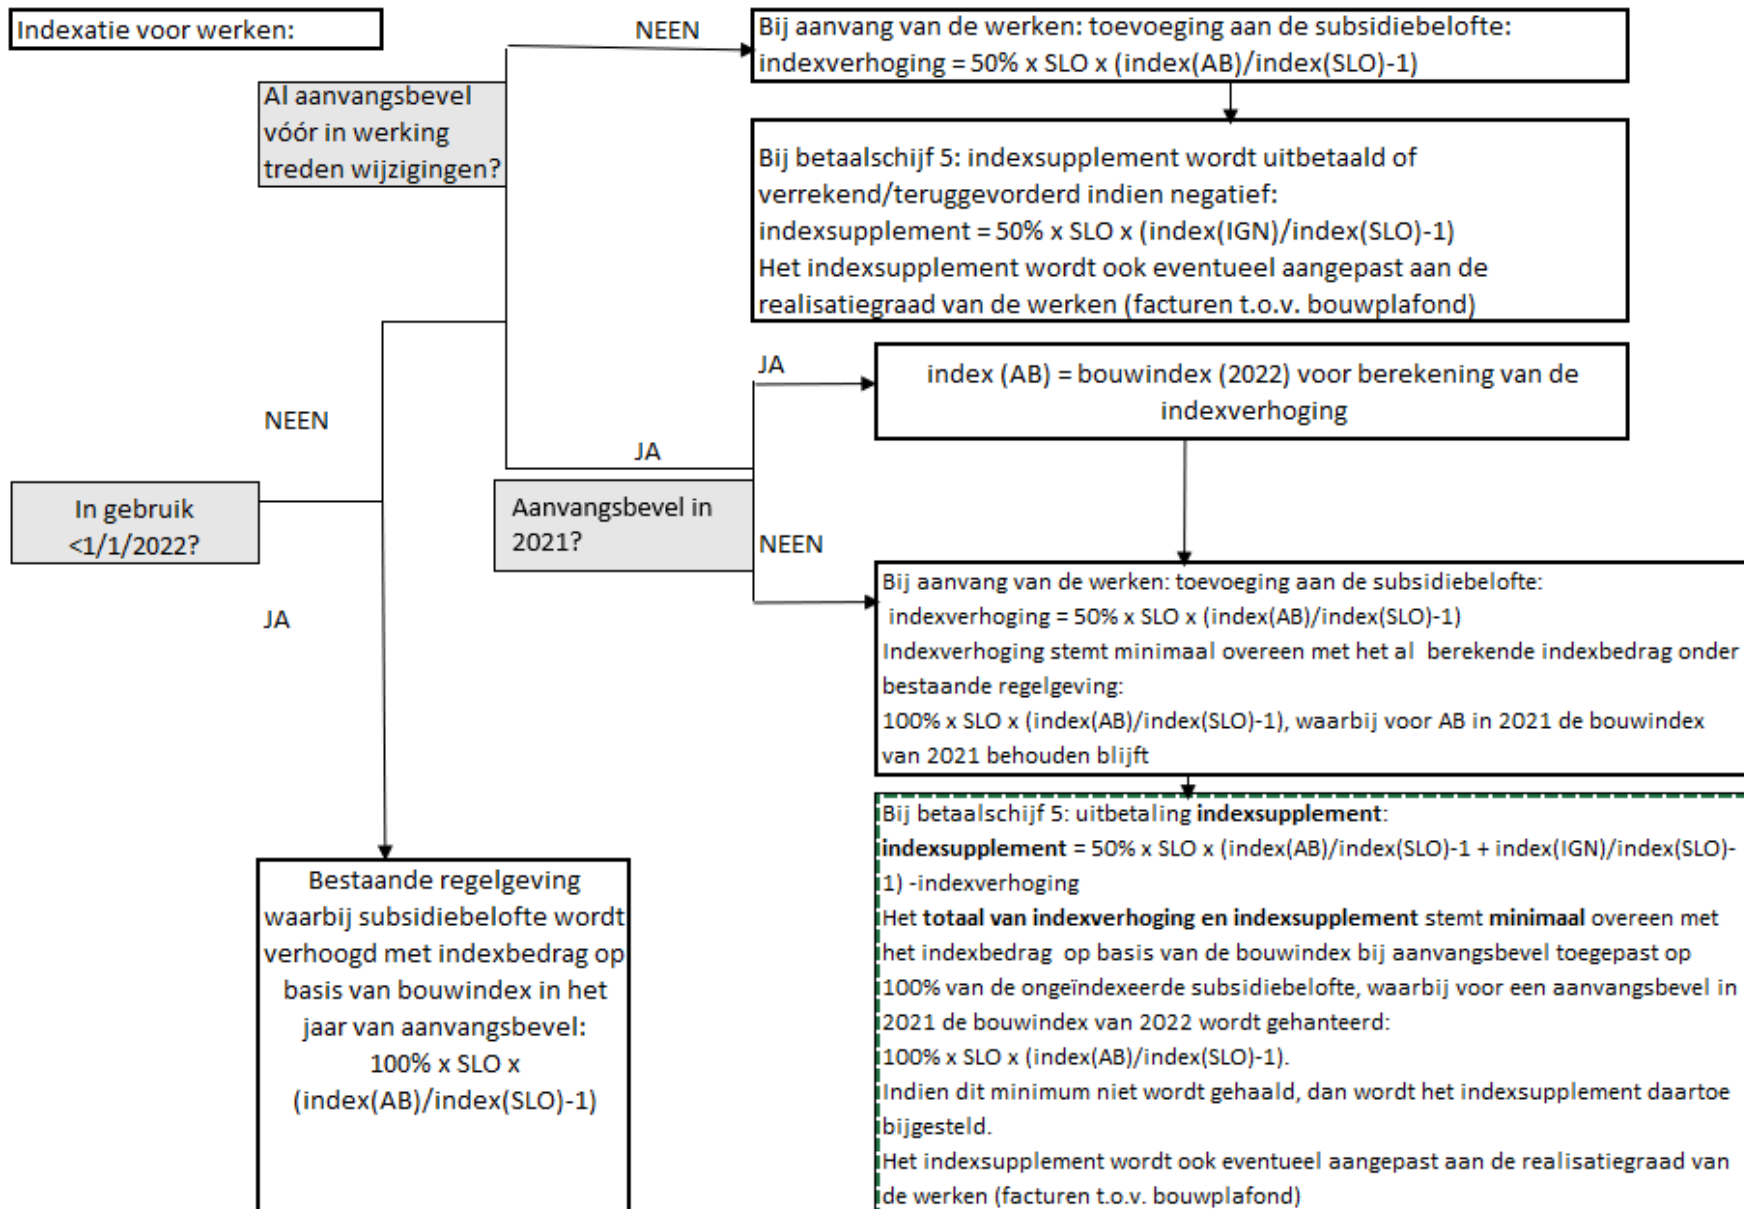 Indexatie voor werken:
NEEN
Bij aanvang van de werken: toevoeging aan de subsidiebelofte:
indexverhoging = 50% x SLO x (index(AB)/index(SLO)-1)
Al aanvangsbevel
vóór in werking
treden wijzigingen?
Bij betaalschijf 5: indexsupplement wordt uitbetaald of
verrekend/teruggevorderd indien negatief:
indexsupplement = 50% x SLO x (index(IGN)/index(SLO)-1)
Het indexsupplement wordt ook eventueel aangepast aan de
realisatiegraad van de werken (facturen t.o.v. bouwplafond)
JA
index (AB) = bouwindex (2022) voor berekening van de
indexverhoging
NEEN
JA
In gebruik
<1/1/2022?
Aanvangsbevel in
2021?
NEEN
JA
Bij aanvang van de werken: toevoeging aan de subsidiebelofte:
indexverhoging = 50% x SLO x (index(AB)/index(SLO)-1)
Indexverhoging stemt minimaal overeen met het al berekende indexbedrag onder
bestaande regelgeving:
100% x SLO x (index(AB)/index(SLO)-1), waarbij voor AB in 2021 de bouwindex
van 2021 behouden blijft
Bij betaalschijf 5: uitbetaling indexsupplement:
indexsupplement = 50% x SLO x (index(AB)/index(SLO)-1 + index(IGN)/index(SLO)-
1) -indexverhoging
Het totaal van indexverhoging en indexsupplement stemt minimaal overeen met
het indexbedrag op basis van de bouwindex bij aanvangsbevel toegepast op
100% van de ongeïndexeerde subsidiebelofte, waarbij voor een aanvangsbevel in
2021 de bouwindex van 2022 wordt gehanteerd:
100% x SLO x (index(AB)/index(SLO)-1).
Indien dit minimum niet wordt gehaald, dan wordt het indexsupplement daartoe
bijgesteld.
Het indexsupplement wordt ook eventueel aangepast aan de realisatiegraad van
de werken (facturen t.o.v. bouwplafond)
Bestaande regelgeving
waarbij subsidiebelofte wordt
verhoogd met indexbedrag op
basis van bouwindex in het
jaar van aanvangsbevel:
100% x SLO x
(index(AB)/index(SLO)-1)